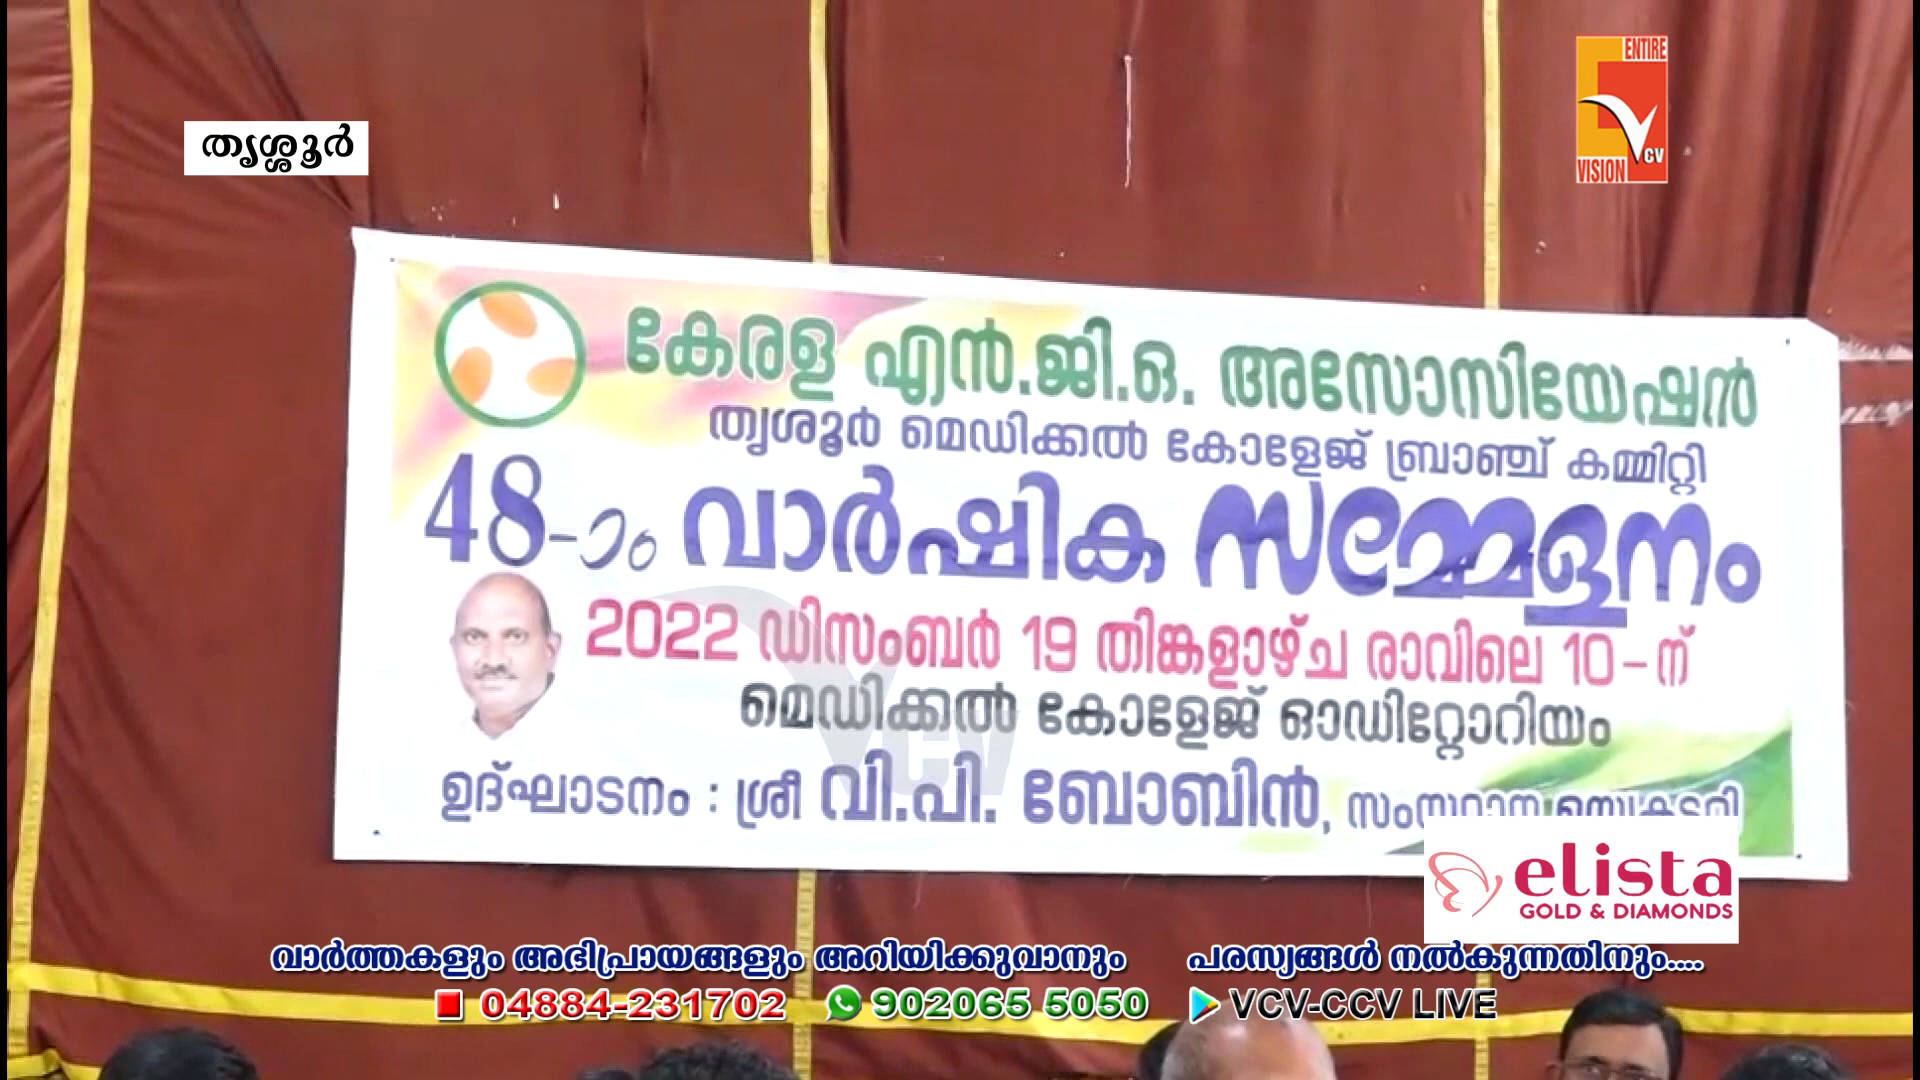 ENTIRE
തൃശ്ശൂർ
VCV
VISION
കേരള എൻ.ജി.ഒ. അസോസിയേഷൻ
തൃശൂർ മെഡിക്കൽ കോളേജ് ബ്രാഞ്ച് കമ്മിറ്റി
48-ാം വാർഷിക സമ്മേളനം
2022 ഡിസംബർ 19 തിങ്കളാഴ്ച രാവിലെ 10-ന്
മെഡിക്കൽ കോളേജ് ഓഡിറ്റോറിയം
VCV
ഉദ്ഘാടനം : ശ്രീ വി.പി. ബോബിൻ,
elista
GOLD & DIAMONDS
വാർത്തകളും അഭിപ്രായങ്ങളും അറിയിക്കുവാനും പരസ്യങ്ങൾ നൽകുന്നതിനും....
04884-231702 902065 5050 VCV-CCV LIVE